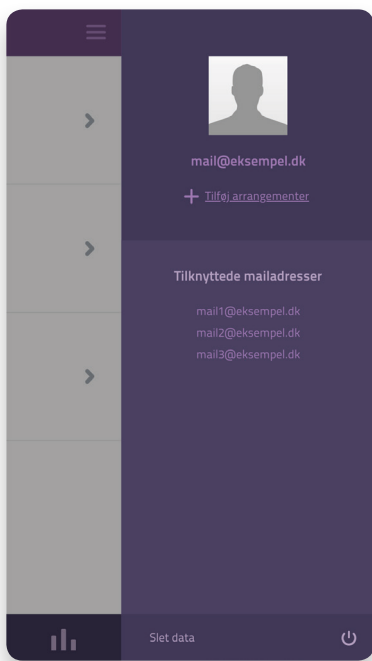 mail@eksempel.dk
Tilføj arrangementer
Tilknyttede mailadresser
mail1@eksempel.dk
mail2@eksempel.dk
mail3@eksempel.dk
Slet data